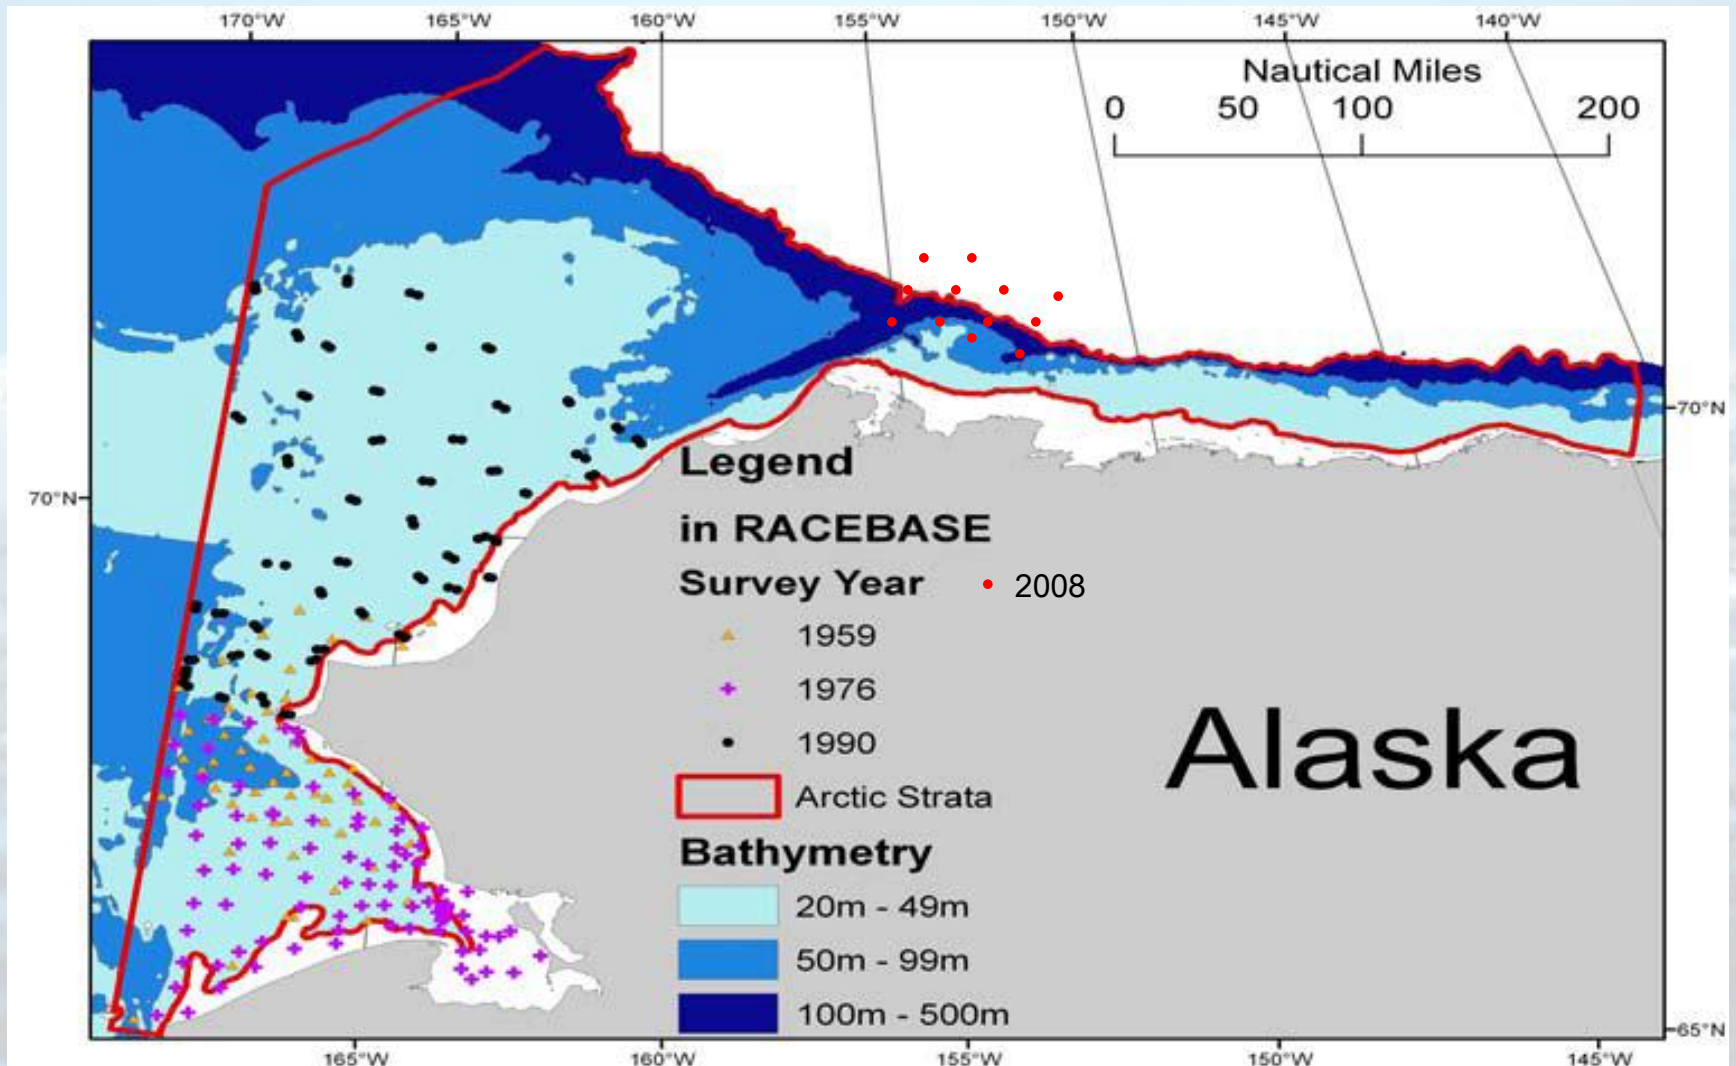 170°W 165°W 160°W 155°W 150°W 145°W 140°W
Nautical Miles
0 50 100 200
70°N
70°N
Legend
in RACEBASE
Survey Year 2008
1959
1976
1990
Arctic Strata
Alaska
Bathymetry
20m - 49m
50m - 99m
100m - 500m
65°N
165°W 160°W 155°W 150°W 145°W